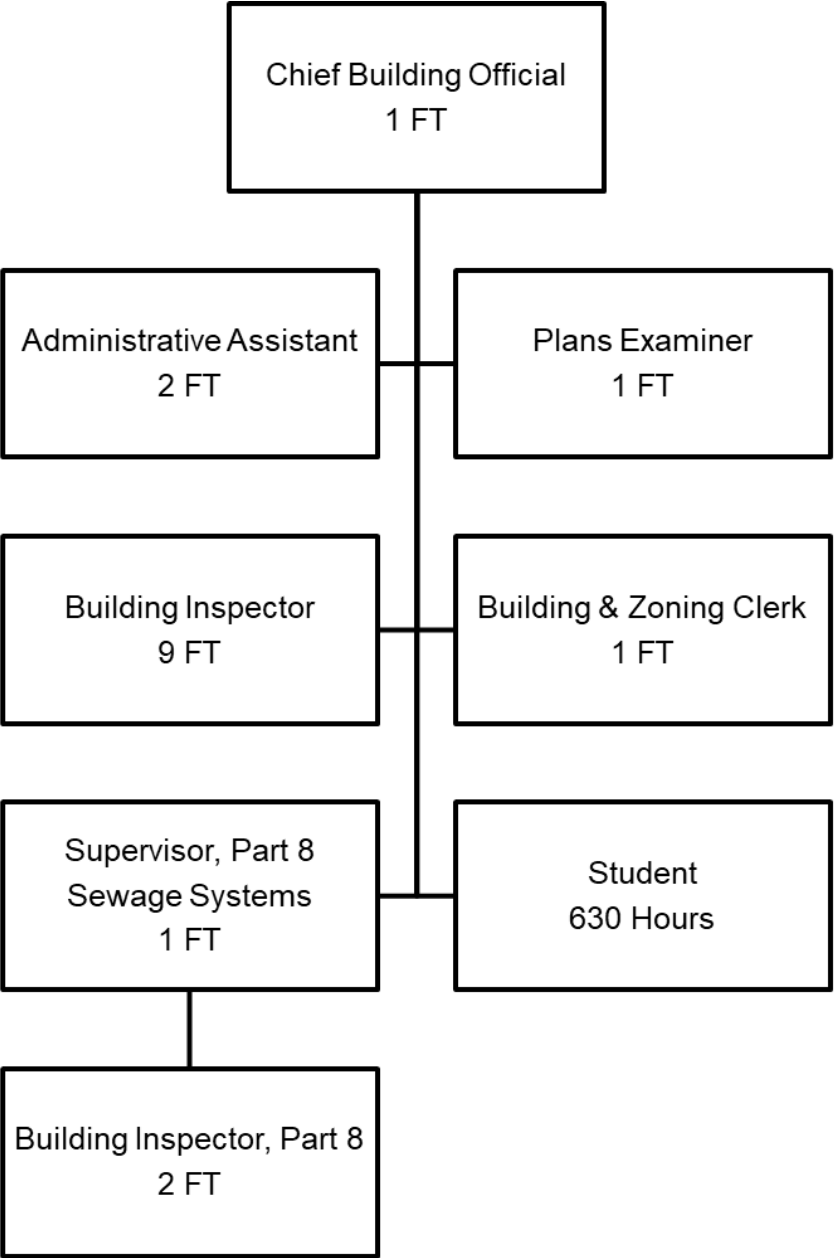 Chief Building Official
1 FT
Administrative Assistant
2 FT
Plans Examiner
1 FT
Building Inspector
9 FT
Building & Zoning Clerk
1 FT
Supervisor, Part 8
Sewage Systems
1 FT
Student
630 Hours
Building Inspector, Part 8
2 FT